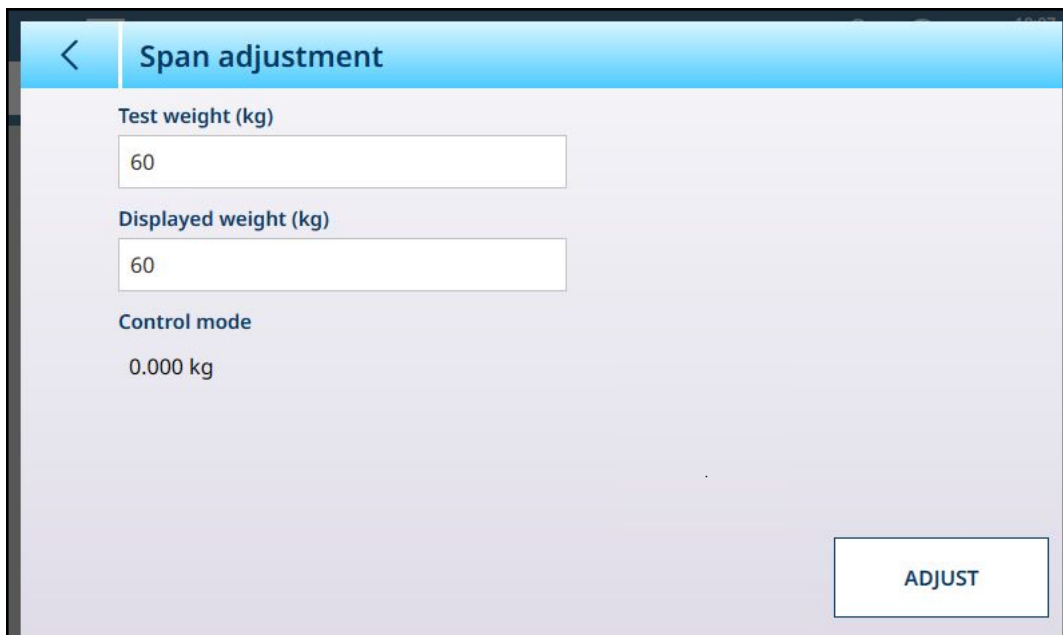 Span adjustment
Test weight (kg)
60
Displayed weight (kg)
60
Control mode
0.000 kg
ADJUST